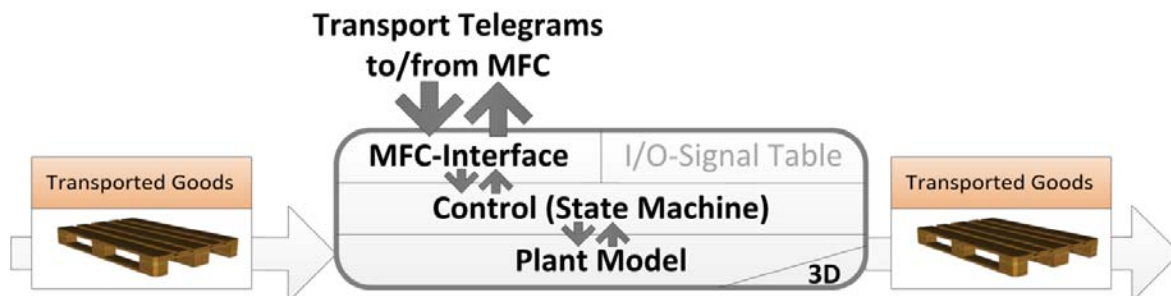 Transport Telegrams
to/from MFC
MFC-Interface
I/O-Signal Table
Transported Goods
Transported Goods
Control (State Machine)
Plant Model
3D